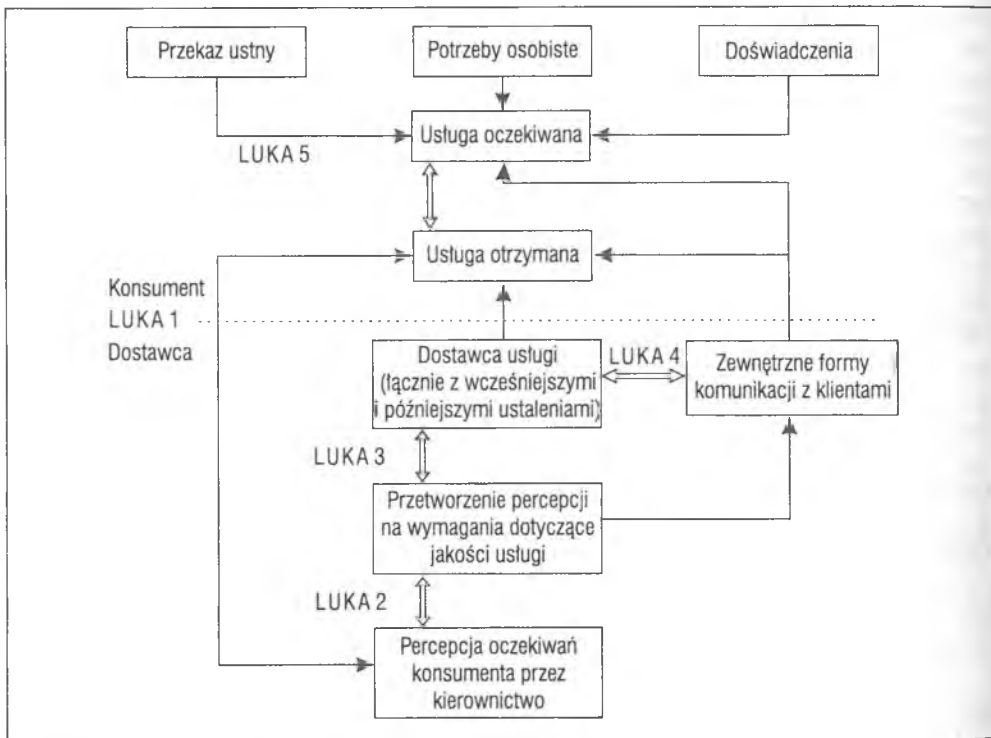 Przekaz ustny
Potrzeby osobiste
Doświadczenia
Usługa oczekiwana
LUKA 5
Usługa otrzymana
Konsument
LUKA 1
Dostawca
Dostawca usługi
(łącznie z wcześniejszymi
i późniejszymi ustaleniami)
LUKA 4
Zewnętrzne formy
komunikacji z klientami
LUKA 3
Przetworzenie percepcji
na wymagania dotyczące
jakości usługi
LUKA 2
Percepcja oczekiwań
konsumenta przez
kierownictwo